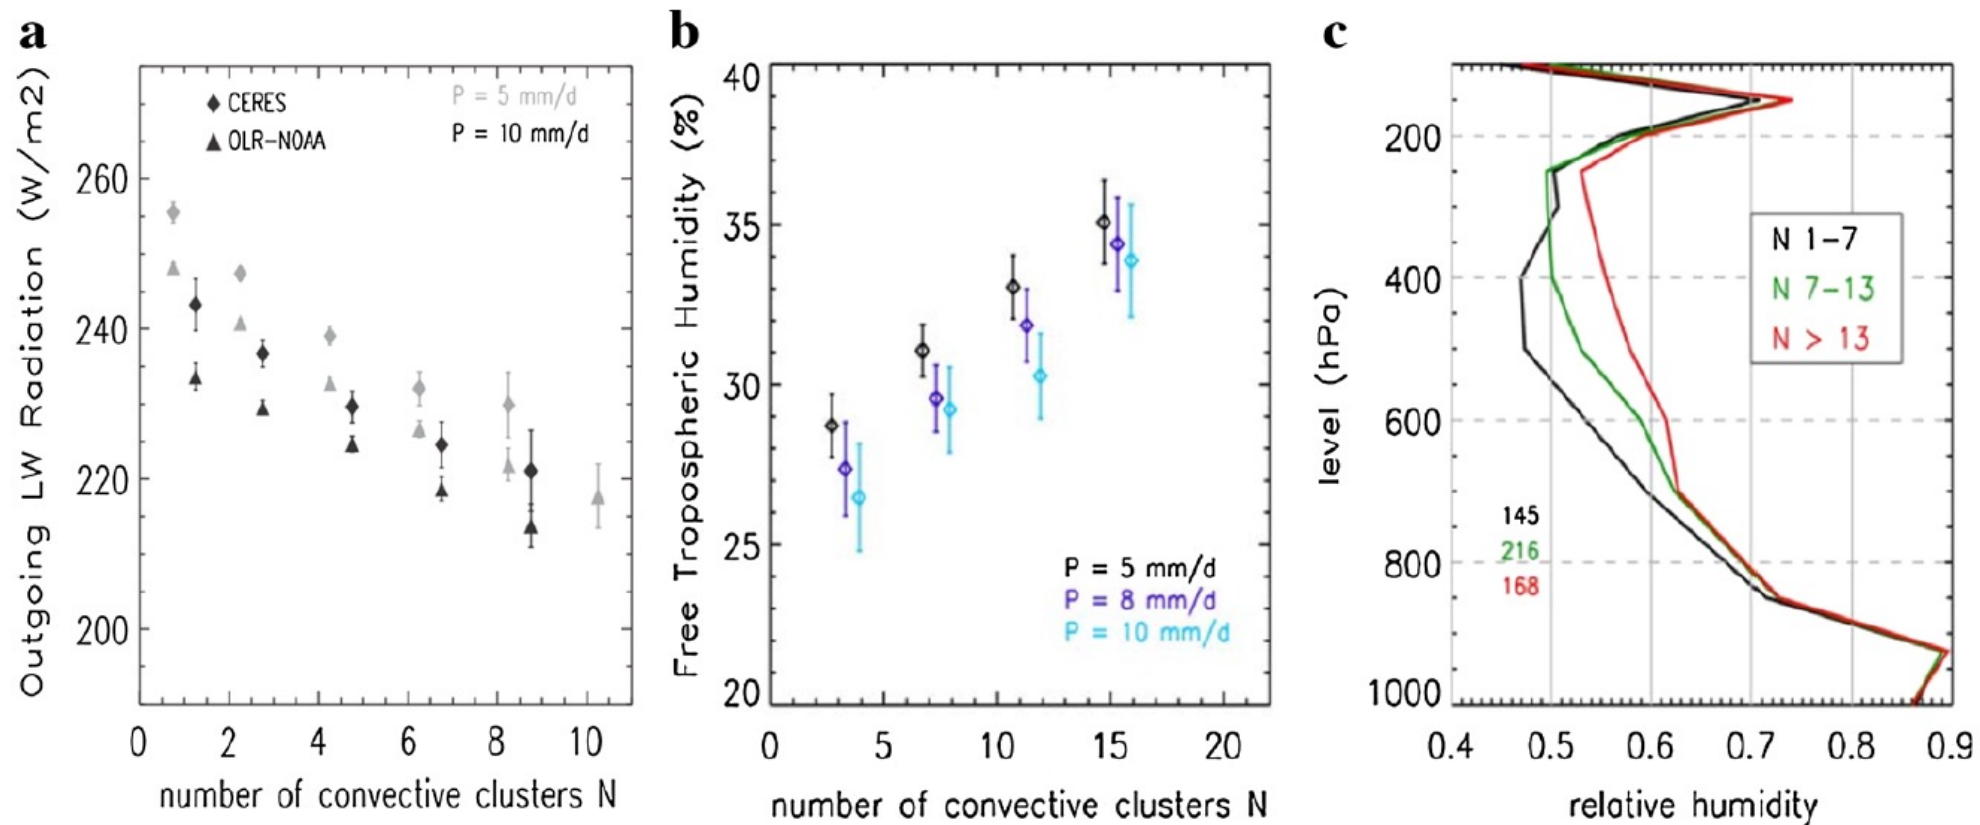 a
Outgoing LW Radiation (W/m2)
260
240
220
200
CERES
OLR-NOAA
P = 5 mm/d
P = 10 mm/d
0 2 4 6 8 10
number of convective clusters N
b
Free Tropospheric Humidity (%)
40
35
30
25
20
P = 5 mm/d
P = 8 mm/d
P = 10 mm/d
0 5 10 15 20
number of convective clusters N
c
level (hPa)
200
400
600
800
1000
N 1-7
N 7-13
N > 13
145
216
168
0.4 0.5 0.6 0.7 0.8 0.9
relative humidity